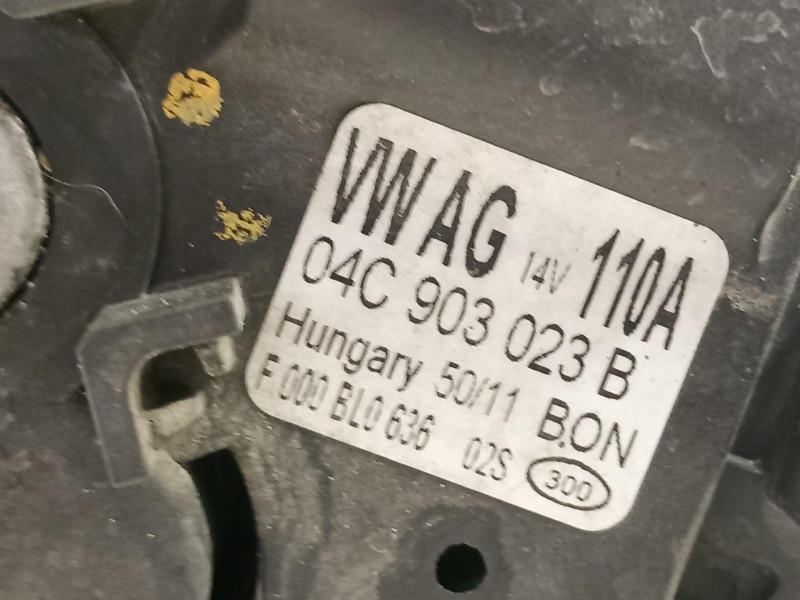 VW AG 14V 110A
04C 903 023 B
Hungary 50/11 B.ON
F 000 BL0 636 02S 300